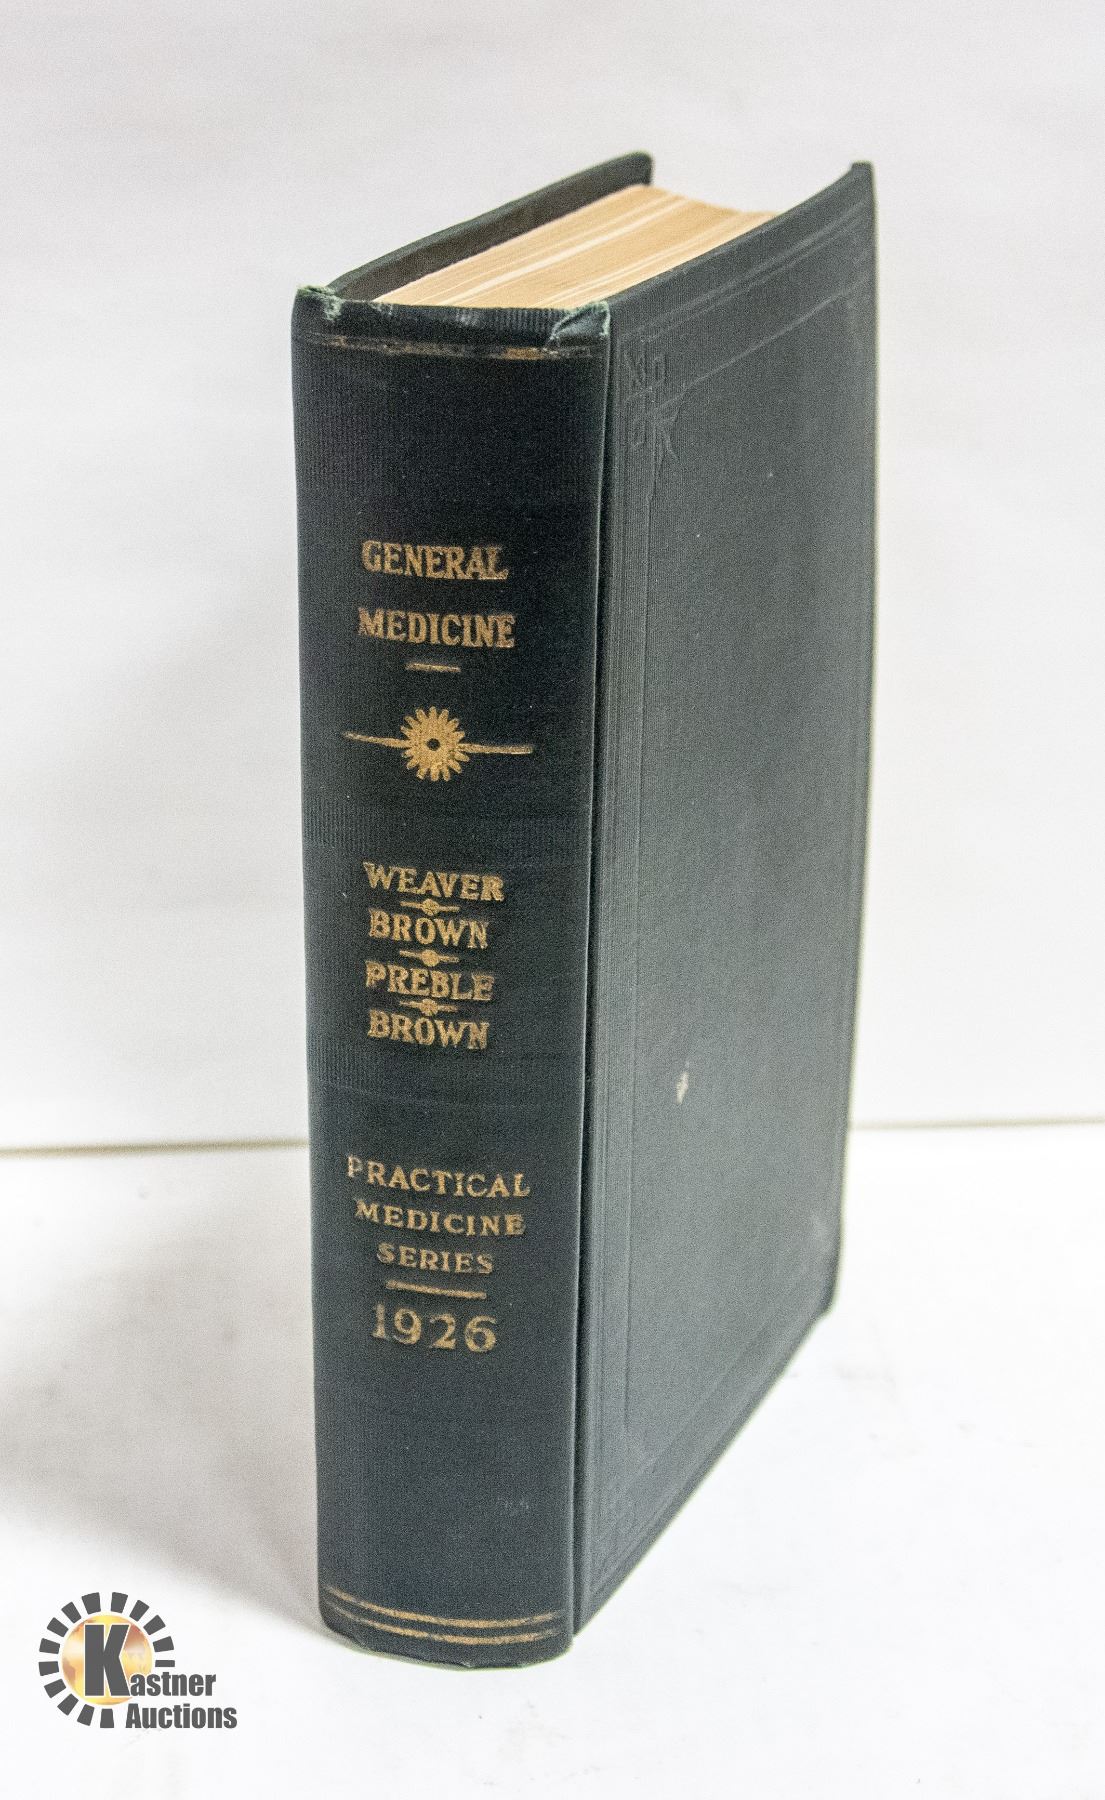 GENERAL
MEDICINE
WEAVER
BROWN
PREBLE
BROWN
PRACTICAL
MEDICINE
SERIES
1926
Kastner
Auctions